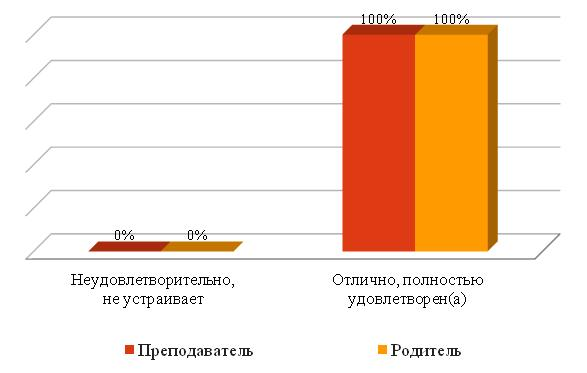 100% 100%
0% 0%
Неудовлетворительно, не устраивает
Отлично, полностью удовлетворен(а)
Преподаватель
Родитель